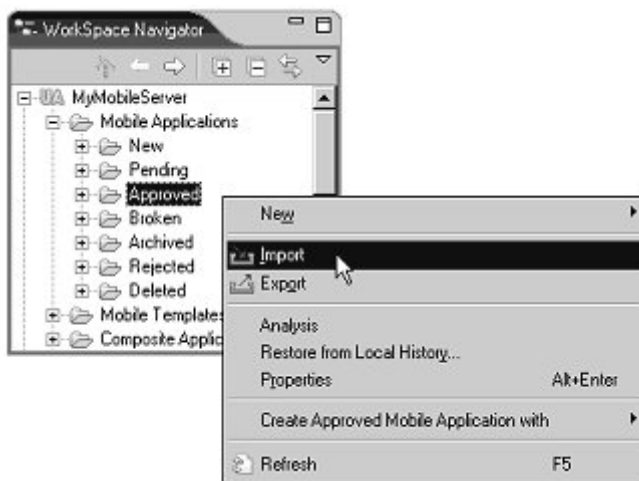 WorkSpace Navigator
UA MyMobileServer
Mobile Applications
New
Pending
Approved
Broken
Archived
Rejected
Deleted
Mobile Templates
Composite Applic
New
Import
Export
Analysis
Restore from Local History...
Properties Alt+Enter
Create Approved Mobile Application with
Refresh F5